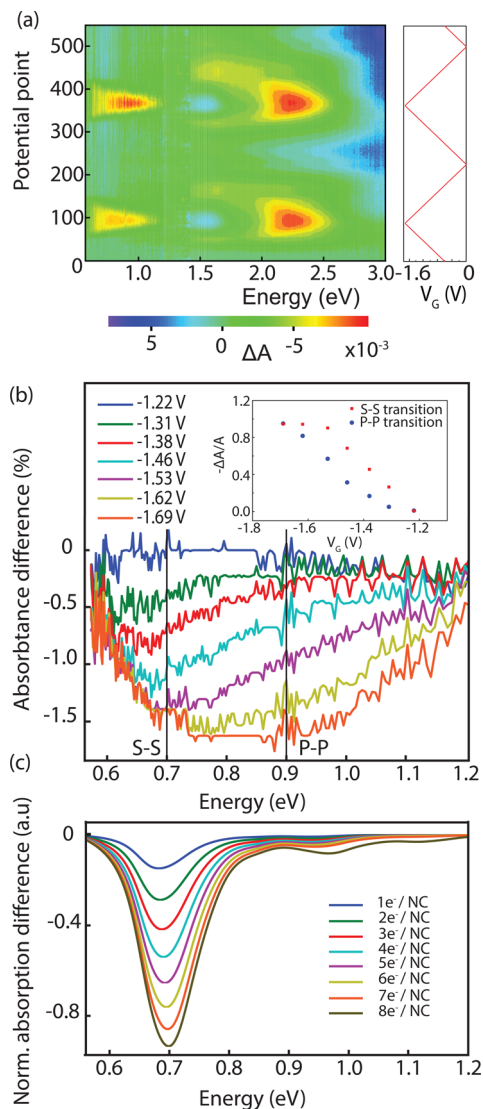 (a)
Potential point
550
500
400
300
200
100
0
1.0
1.5
2.0
2.5
3.0
Energy (eV)
-1.6
0
V_G (V)
5
0
ΔA
-5
x10⁻³
(b)
Absorbtance difference (%)
0
-0.5
-1.0
-1.5
-1.22 V
-1.31 V
-1.38 V
-1.46 V
-1.53 V
-1.62 V
-1.69 V
-ΔA/A
1.2
0.8
0.4
0.0
S-S transition
P-P transition
-1.8
-1.6
-1.4
-1.2
V_G (V)
S-S
P-P
0.6
0.7
0.8
0.9
1.0
1.1
1.2
Energy (eV)
(c)
Norm. absorption difference (a.u)
0
-0.4
-0.8
1e⁻/ NC
2e⁻/ NC
3e⁻/ NC
4e⁻/ NC
5e⁻/ NC
6e⁻/ NC
7e⁻/ NC
8e⁻/ NC
0.6
0.7
0.8
0.9
1.0
1.1
1.2
Energy (eV)